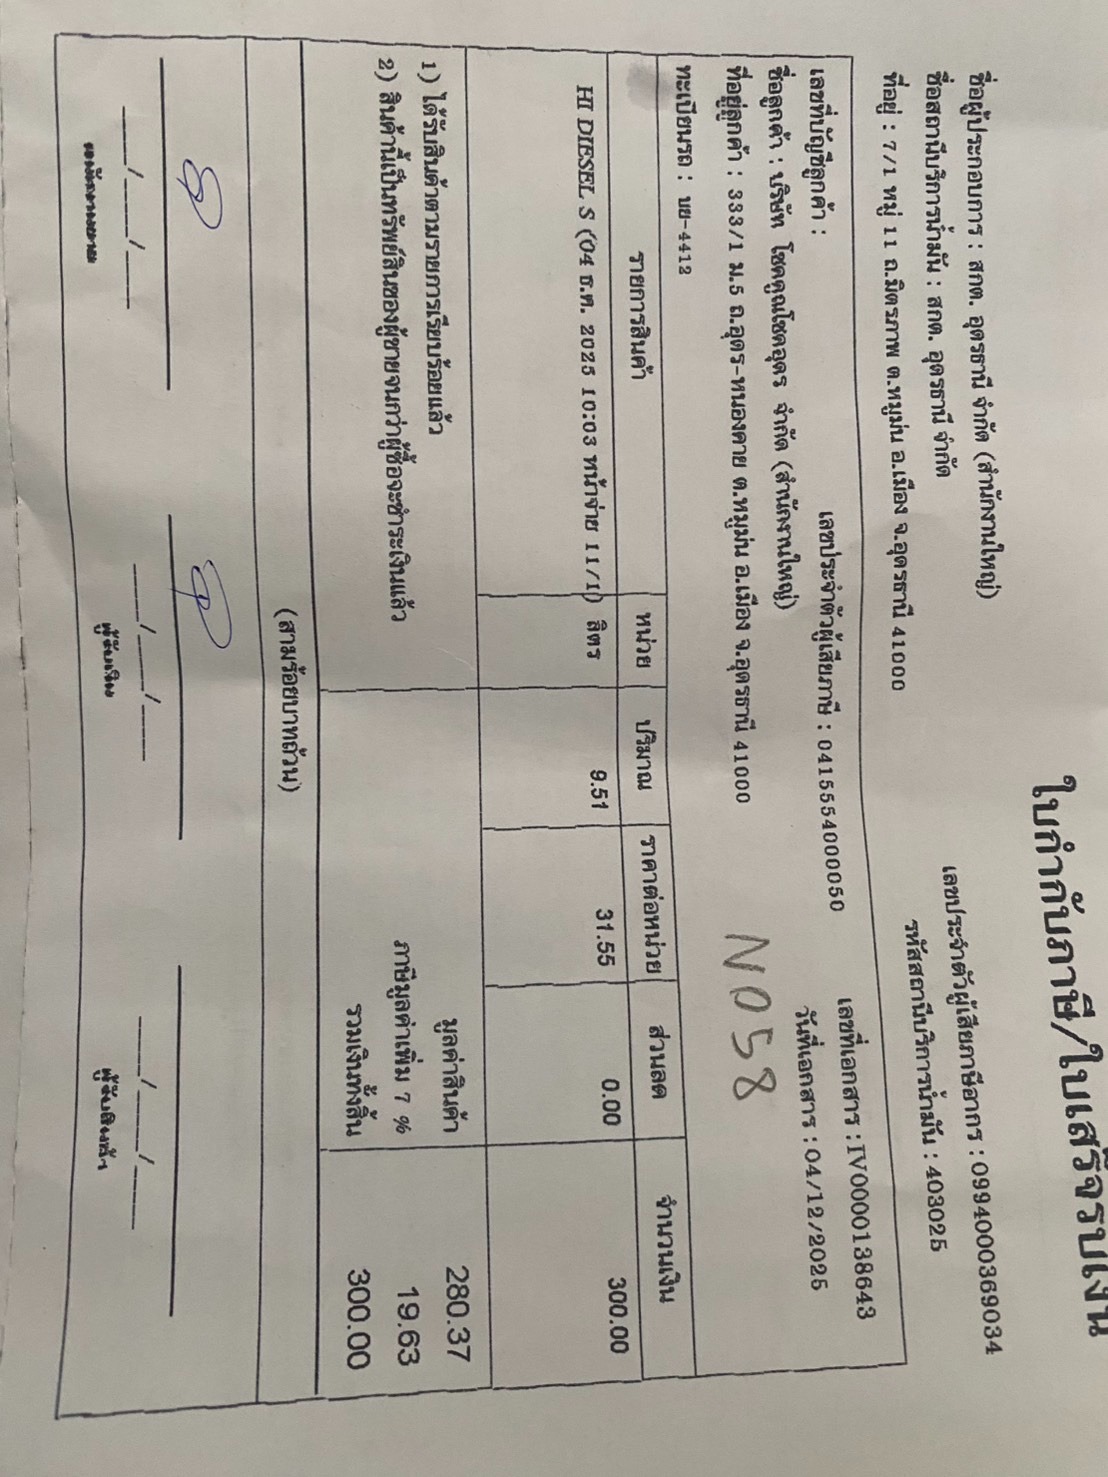 ใบกำกับภาษี/ใบเสร็จรับเงิน
ชื่อผู้ประกอบการ : สกต. อุดรธานี จำกัด (สำนักงานใหญ่) เลขประจำตัวผู้เสียภาษีอากร : 0994000369034
ชื่อสถานีบริการน้ำมัน : สกต. อุดรธานี จำกัด รหัสสถานีบริการน้ำมัน : 403025
ที่อยู่ : 7/1 หมู่ 11 ถ.มิตรภาพ ต.หมูม่น อ.เมือง จ.อุดรธานี 41000
เลขที่บัญชีลูกค้า : เลขประจำตัวผู้เสียภาษี : 0415554000050 เลขที่เอกสาร : IV0000138643
ชื่อลูกค้า : บริษัท โชคคูณโชคอุดร จำกัด (สำนักงานใหญ่) วันที่เอกสาร : 04/12/2025
ที่อยู่ลูกค้า : 333/1 ม.5 ถ.อุดร-หนองคาย ต.หมูม่น อ.เมือง จ.อุดรธานี 41000
NO58
ทะเบียนรถ : บย-4412
รายการสินค้า หน่วย ปริมาณ ราคาต่อหน่วย ส่วนลด จำนวนเงิน
HI DIESEL S (04 ธ.ค. 2025 10:03 หน้าจ่าย 11/1) ลิตร 9.51 31.55 0.00 300.00
1) ได้รับสินค้าตามรายการเรียบร้อยแล้ว มูลค่าสินค้า 280.37
2) สินค้านี้เป็นทรัพย์สินของผู้ขายจนกว่าผู้ซื้อจะชำระเงินแล้ว ภาษีมูลค่าเพิ่ม 7 % 19.63
รวมเงินทั้งสิ้น 300.00
(สามร้อยบาทถ้วน)
___/___/___ ___/___/___ ___/___/___
พนักงานขาย ผู้รับเงิน ผู้รับสินค้า